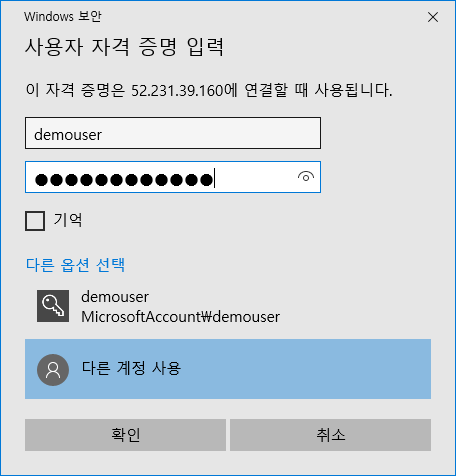 Windows 보안
사용자 자격 증명 입력
이 자격 증명은 52.231.39.160에 연결할 때 사용됩니다.
demouser
●●●●●●●●●●●●
기억
다른 옵션 선택
demouser
MicrosoftAccount₩demouser
다른 계정 사용
확인
취소